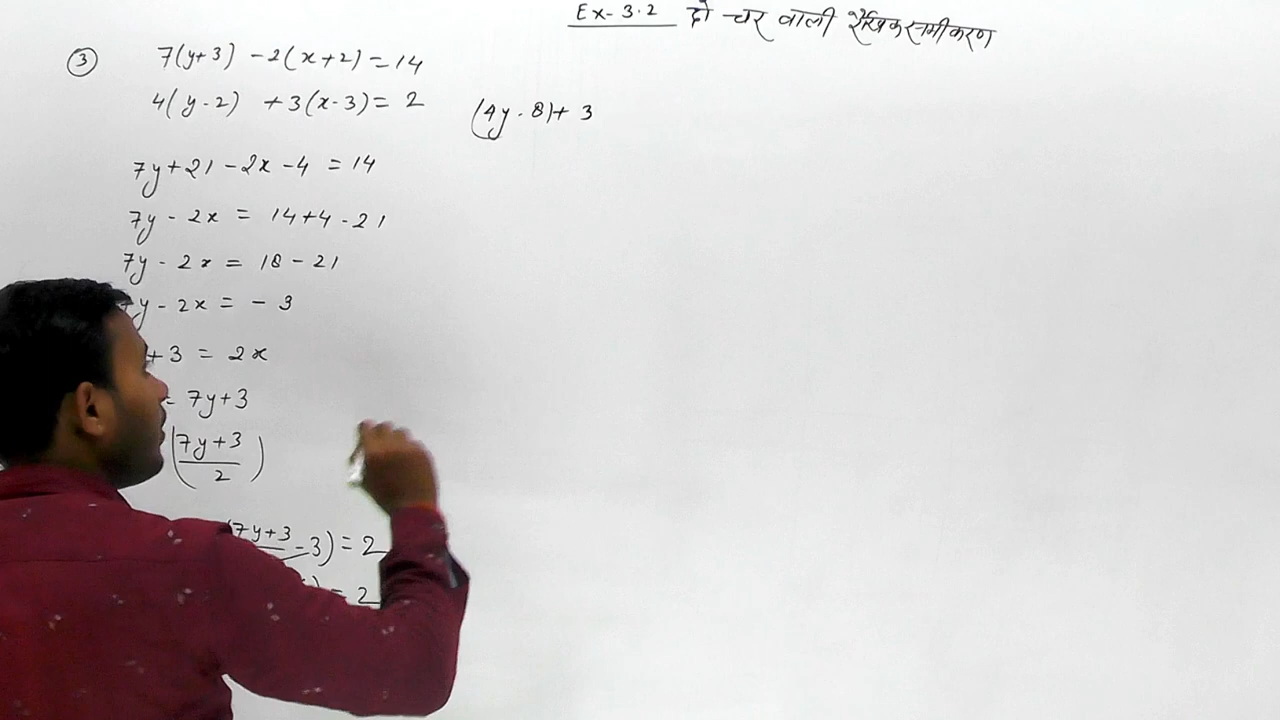 Ex- 3.2 दो चर वाली रैखिक समीकरण
③ 7(y+3) -2(x+2) = 14
4(y-2) +3(x-3) = 2
(4y-8)+ 3
7y+21-2x-4 = 14
7y-2x = 14+4-21
7y-2x = 18-21
y-2x = -3
+3 = 2x
= 7y+3
(7y+3/2)
(7y+3 -3) = 2
) = 2